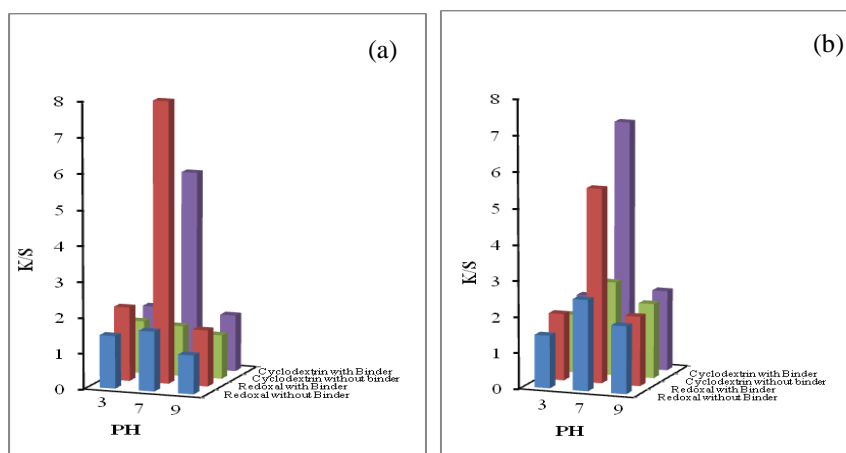 (a)
8
7
6
5
4
3
2
1
0
K/S
3 7 9
PH
Cyclodextrin with Binder
Cyclodextrin without binder
Redoxal with Binder
Redoxal without Binder
(b)
8
7
6
5
4
3
2
1
0
K/S
3 7 9
PH
Cyclodextrin with Binder
Cyclodextrin without binder
Redoxal with Binder
Redoxal without Binder